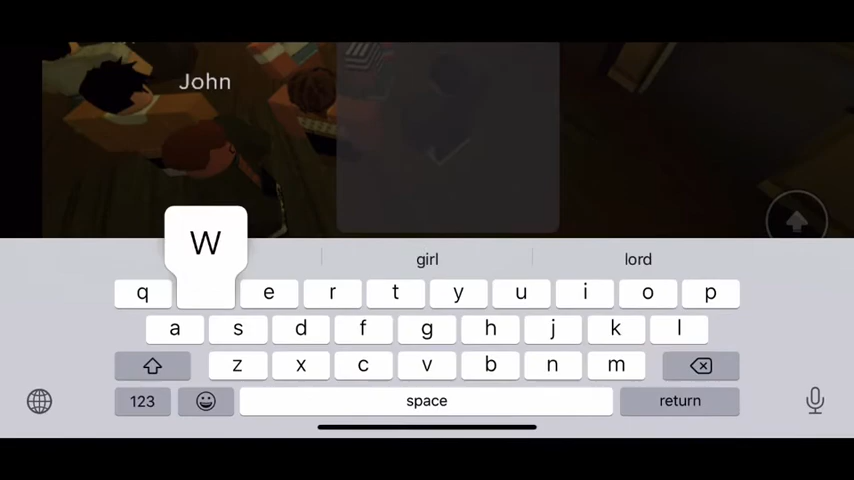 John
W
girl lord
q e r t y u i o p
a s d f g h j k l
z x c v b n m
123 space return